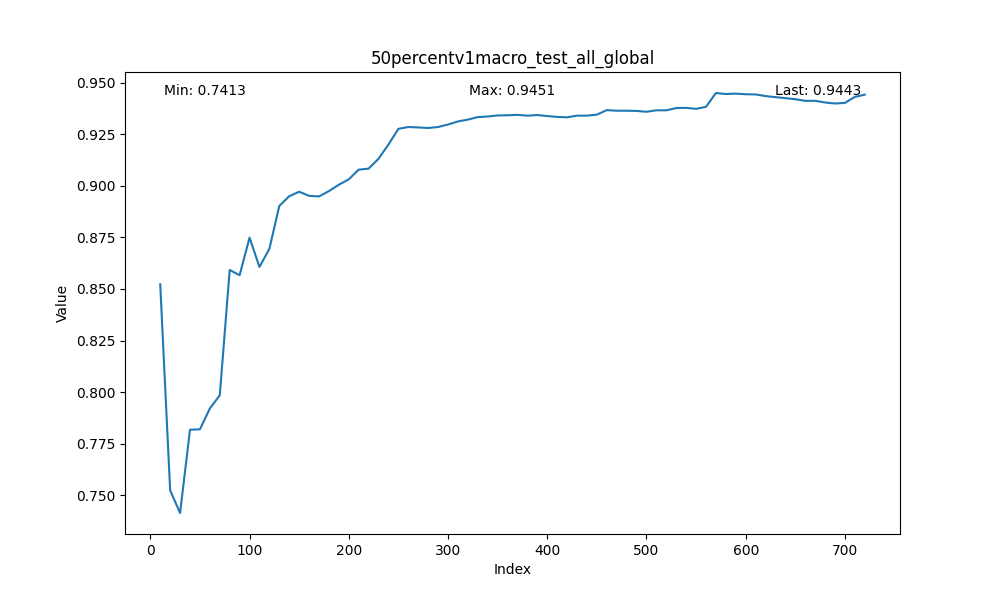 50percentv1macro_test_all_global
Min: 0.7413
Max: 0.9451
Last: 0.9443
0.950
0.925
0.900
0.875
0.850
0.825
0.800
0.775
0.750
Value
0 100 200 300 400 500 600 700
Index